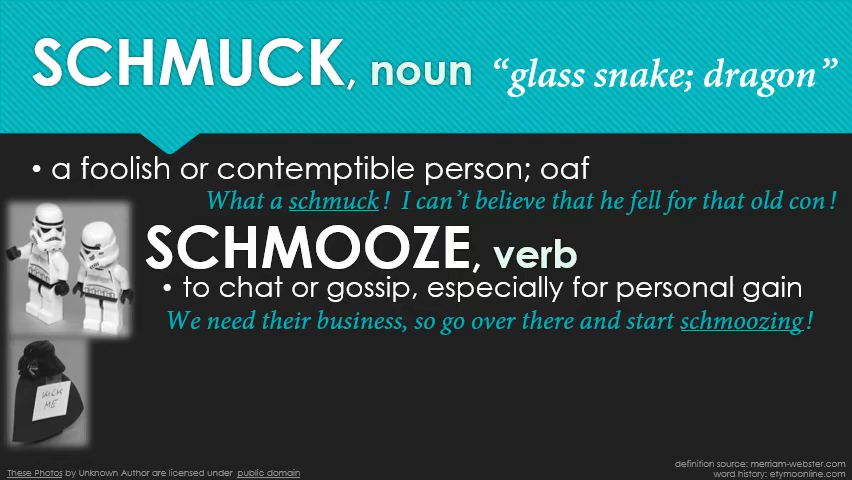 SCHMUCK, noun “glass snake; dragon”
• a foolish or contemptible person; oaf
What a schmuck! I can’t believe that he fell for that old con!
SCHMOOZE, verb
• to chat or gossip, especially for personal gain
We need their business, so go over there and start schmoozing!
KICK
ME
These Photos by Unknown Author are licensed under public domain
definition source: merriam-webster.com
word history: etymonline.com